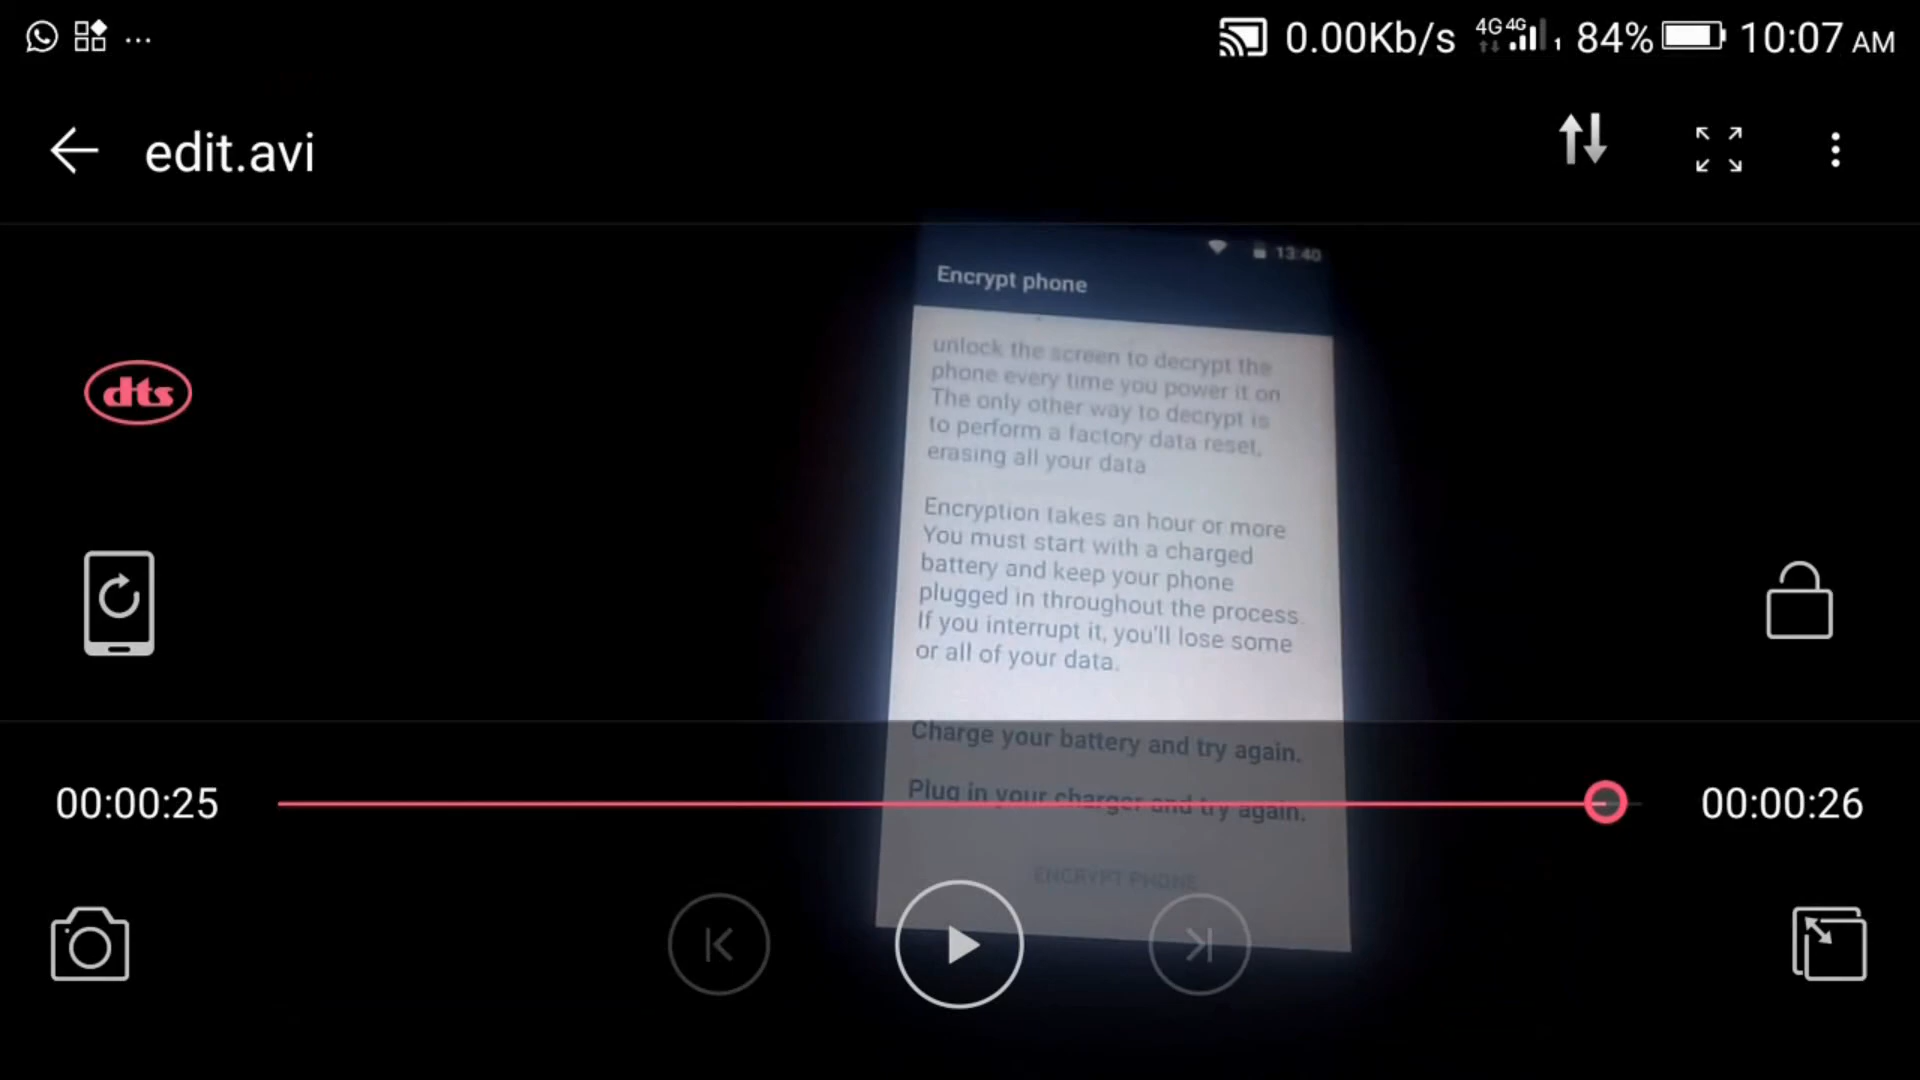 0.00Kb/s 4G 4G 1 84% 10:07 AM
edit.avi
13:40
Encrypt phone
unlock the screen to decrypt the
phone every time you power it on
The only other way to decrypt is
to perform a factory data reset,
erasing all your data
dts
Encryption takes an hour or more
You must start with a charged
battery and keep your phone
plugged in throughout the process.
If you interrupt it, you'll lose some
or all of your data.
Charge your battery and try again.
Plug in your charger and try again.
00:00:25
00:00:26
ENCRYPT PHONE